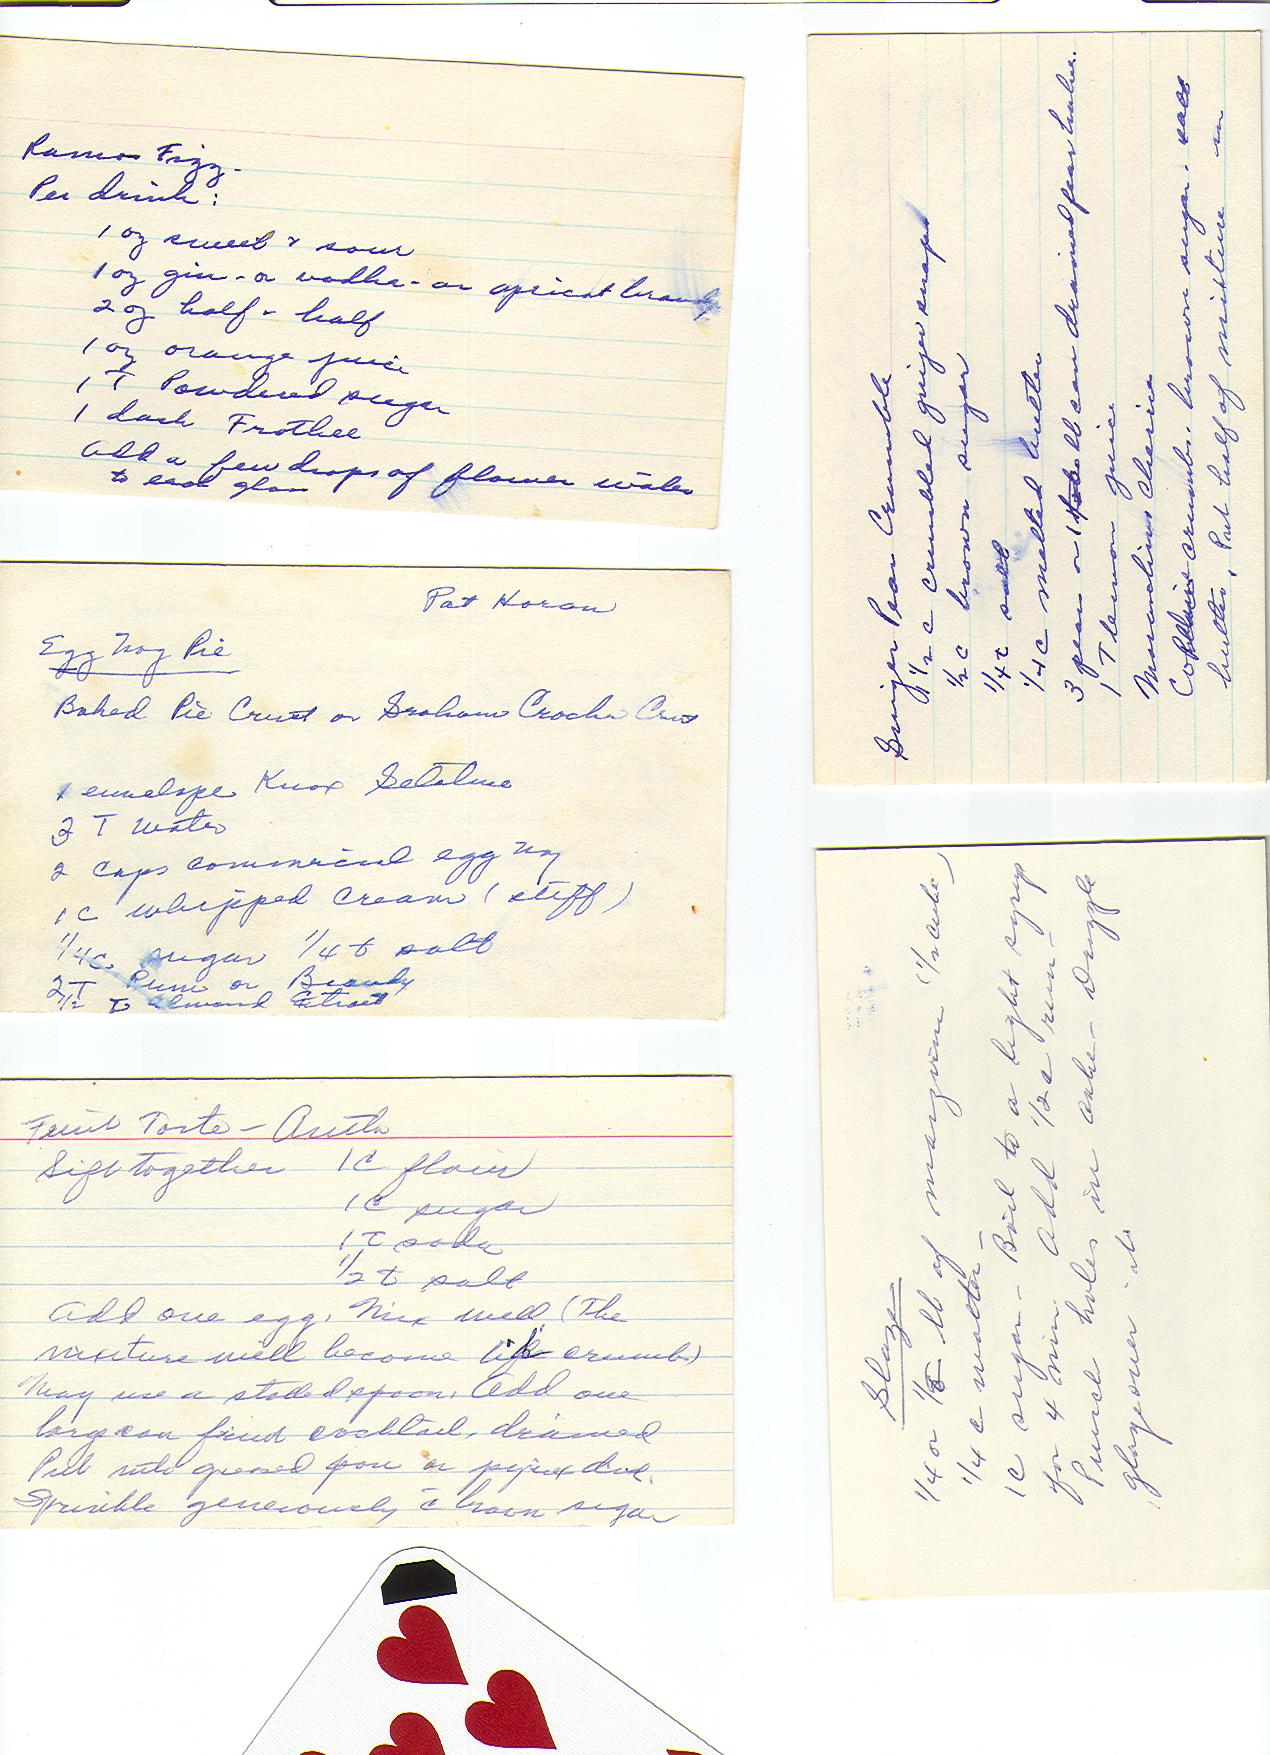 Ramos Fizz.
Per drink:
1 oz sweet & sour
1 oz gin - or vodka - or apricot brandy
2 oz half - half
1 oz orange juice
1 T Powdered sugar
1 dash Frothee
add a few drops of flower water
to each glass
Pat Horan
Egg Nog Pie
Baked Pie Crust or Graham Cracker Crust
1 envelope Knox Gelatine
3 T water
2 cups commercial egg nog
1 c whipped cream (stiff)
1/4 c sugar 1/4 t salt
2 T Rum or Brandy
1/2 t almond Extract
Fruit Torte - Anita
Sift together 1 C flour
1 C sugar
1 t soda
1/2 t salt
Add one egg. Mix well (The
mixture will become like crumbs)
May use a slotted spoon. Add one
large can fruit cocktail, drained
Put into greased pan or pyrex dish.
Sprinkle generously c̄ brown sugar
Ginger Pear Crumble
1 1/2 c crumbled ginger snaps
1/2 c brown sugar
1/4 t salt
1/4 c melted butter
3 pears or 1 lb can drained pear halves.
1 T lemon juice
Maraschino Cherries
Combine crumbs, brown sugar, salt
butter, Put half of mixture in
Glaze
1/4 or 1/8 lb of margarine (1/2 cube)
1/4 c water -
1 c sugar - Boil to a light syrup
for 4 min. Add 1/2 c rum -
Punch holes in cake - Drizzle
glaze over it.